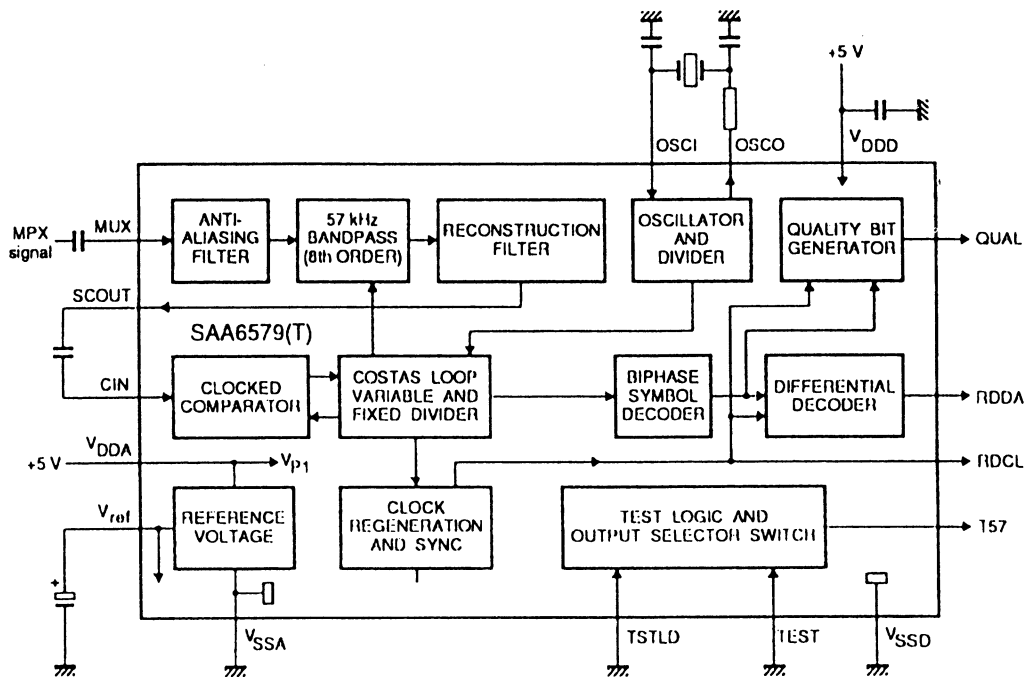 +5 V
OSCI
OSCO
VDDD
MPX
signal
MUX
ANTI-
ALIASING
FILTER
57 kHz
BANDPASS
(8th ORDER)
RECONSTRUCTION
FILTER
OSCILLATOR
AND
DIVIDER
QUALITY BIT
GENERATOR
QUAL
SCOUT
SAA6579(T)
CIN
CLOCKED
COMPARATOR
COSTAS LOOP
VARIABLE AND
FIXED DIVIDER
BIPHASE
SYMBOL
DECODER
DIFFERENTIAL
DECODER
RDDA
+5 V
VDDA
VP1
RDCL
Vref
REFERENCE
VOLTAGE
CLOCK
REGENERATION
AND SYNC
TEST LOGIC AND
OUTPUT SELECTOR SWITCH
T57
+
VSSA
TSTLD
TEST
VSSD